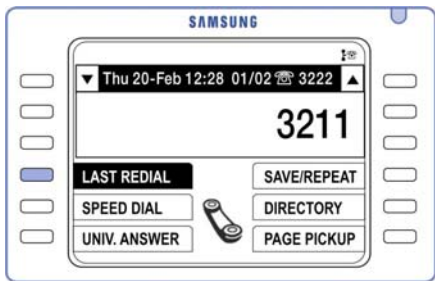 SAMSUNG
▼ Thu 20-Feb 12:28 01/02 ☏ 3222 ▲
3211
LAST REDIAL SAVE/REPEAT
SPEED DIAL DIRECTORY
UNIV. ANSWER PAGE PICKUP